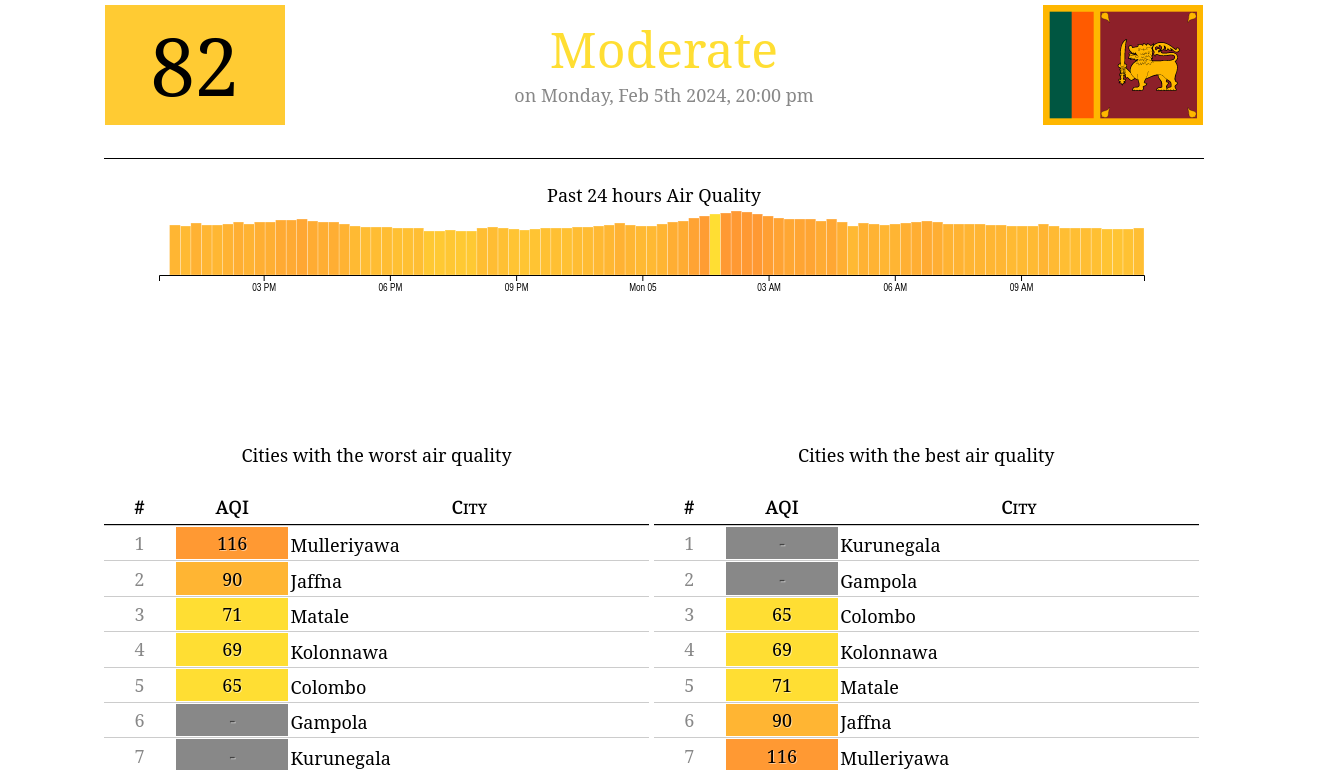 82
Moderate
on Monday, Feb 5th 2024, 20:00 pm
Past 24 hours Air Quality
03 PM 06 PM 09 PM Mon 05 03 AM 06 AM 09 AM
Cities with the worst air quality
# AQI City
1 116 Mulleriyawa
2 90 Jaffna
3 71 Matale
4 69 Kolonnawa
5 65 Colombo
6 - Gampola
7 - Kurunegala
Cities with the best air quality
# AQI City
1 - Kurunegala
2 - Gampola
3 65 Colombo
4 69 Kolonnawa
5 71 Matale
6 90 Jaffna
7 116 Mulleriyawa